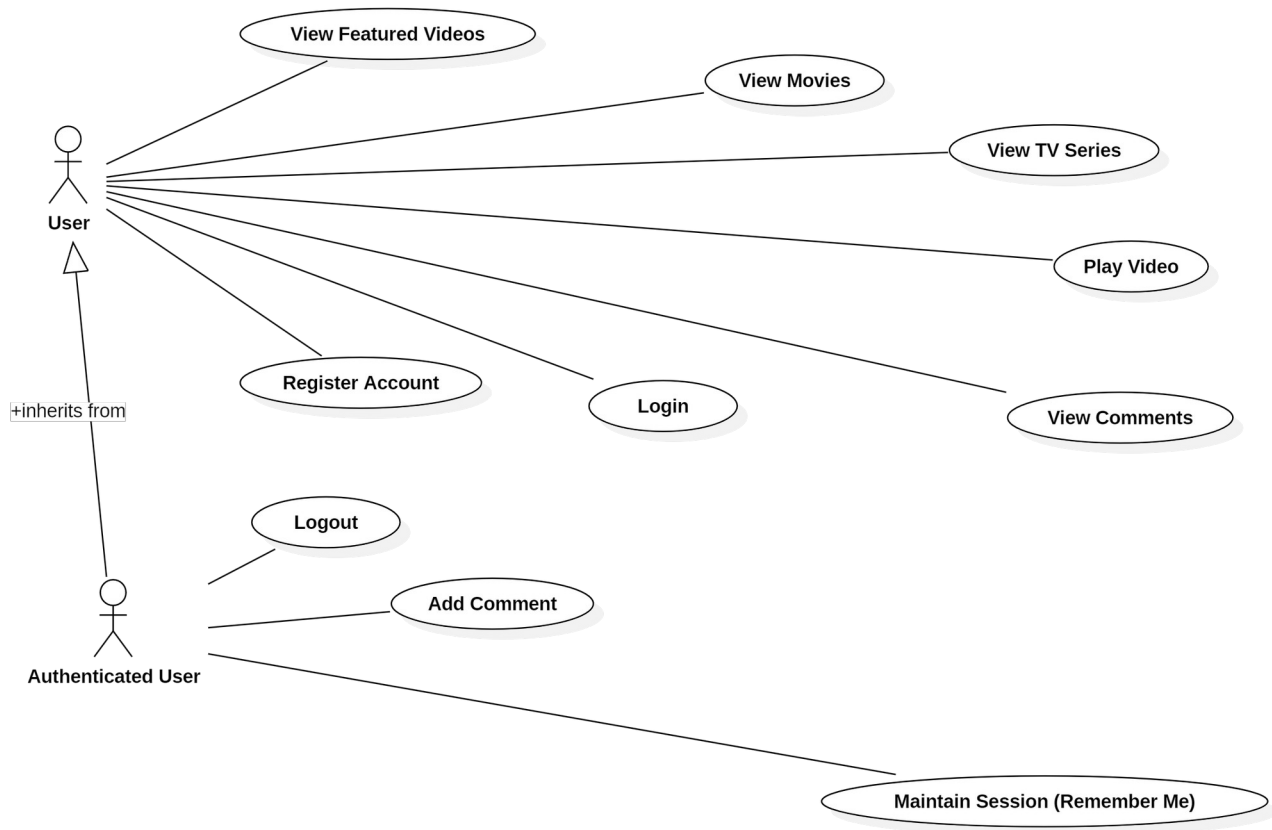 View Featured Videos
View Movies
View TV Series
User
Play Video
Register Account
Login
View Comments
+inherits from
Logout
Add Comment
Authenticated User
Maintain Session (Remember Me)